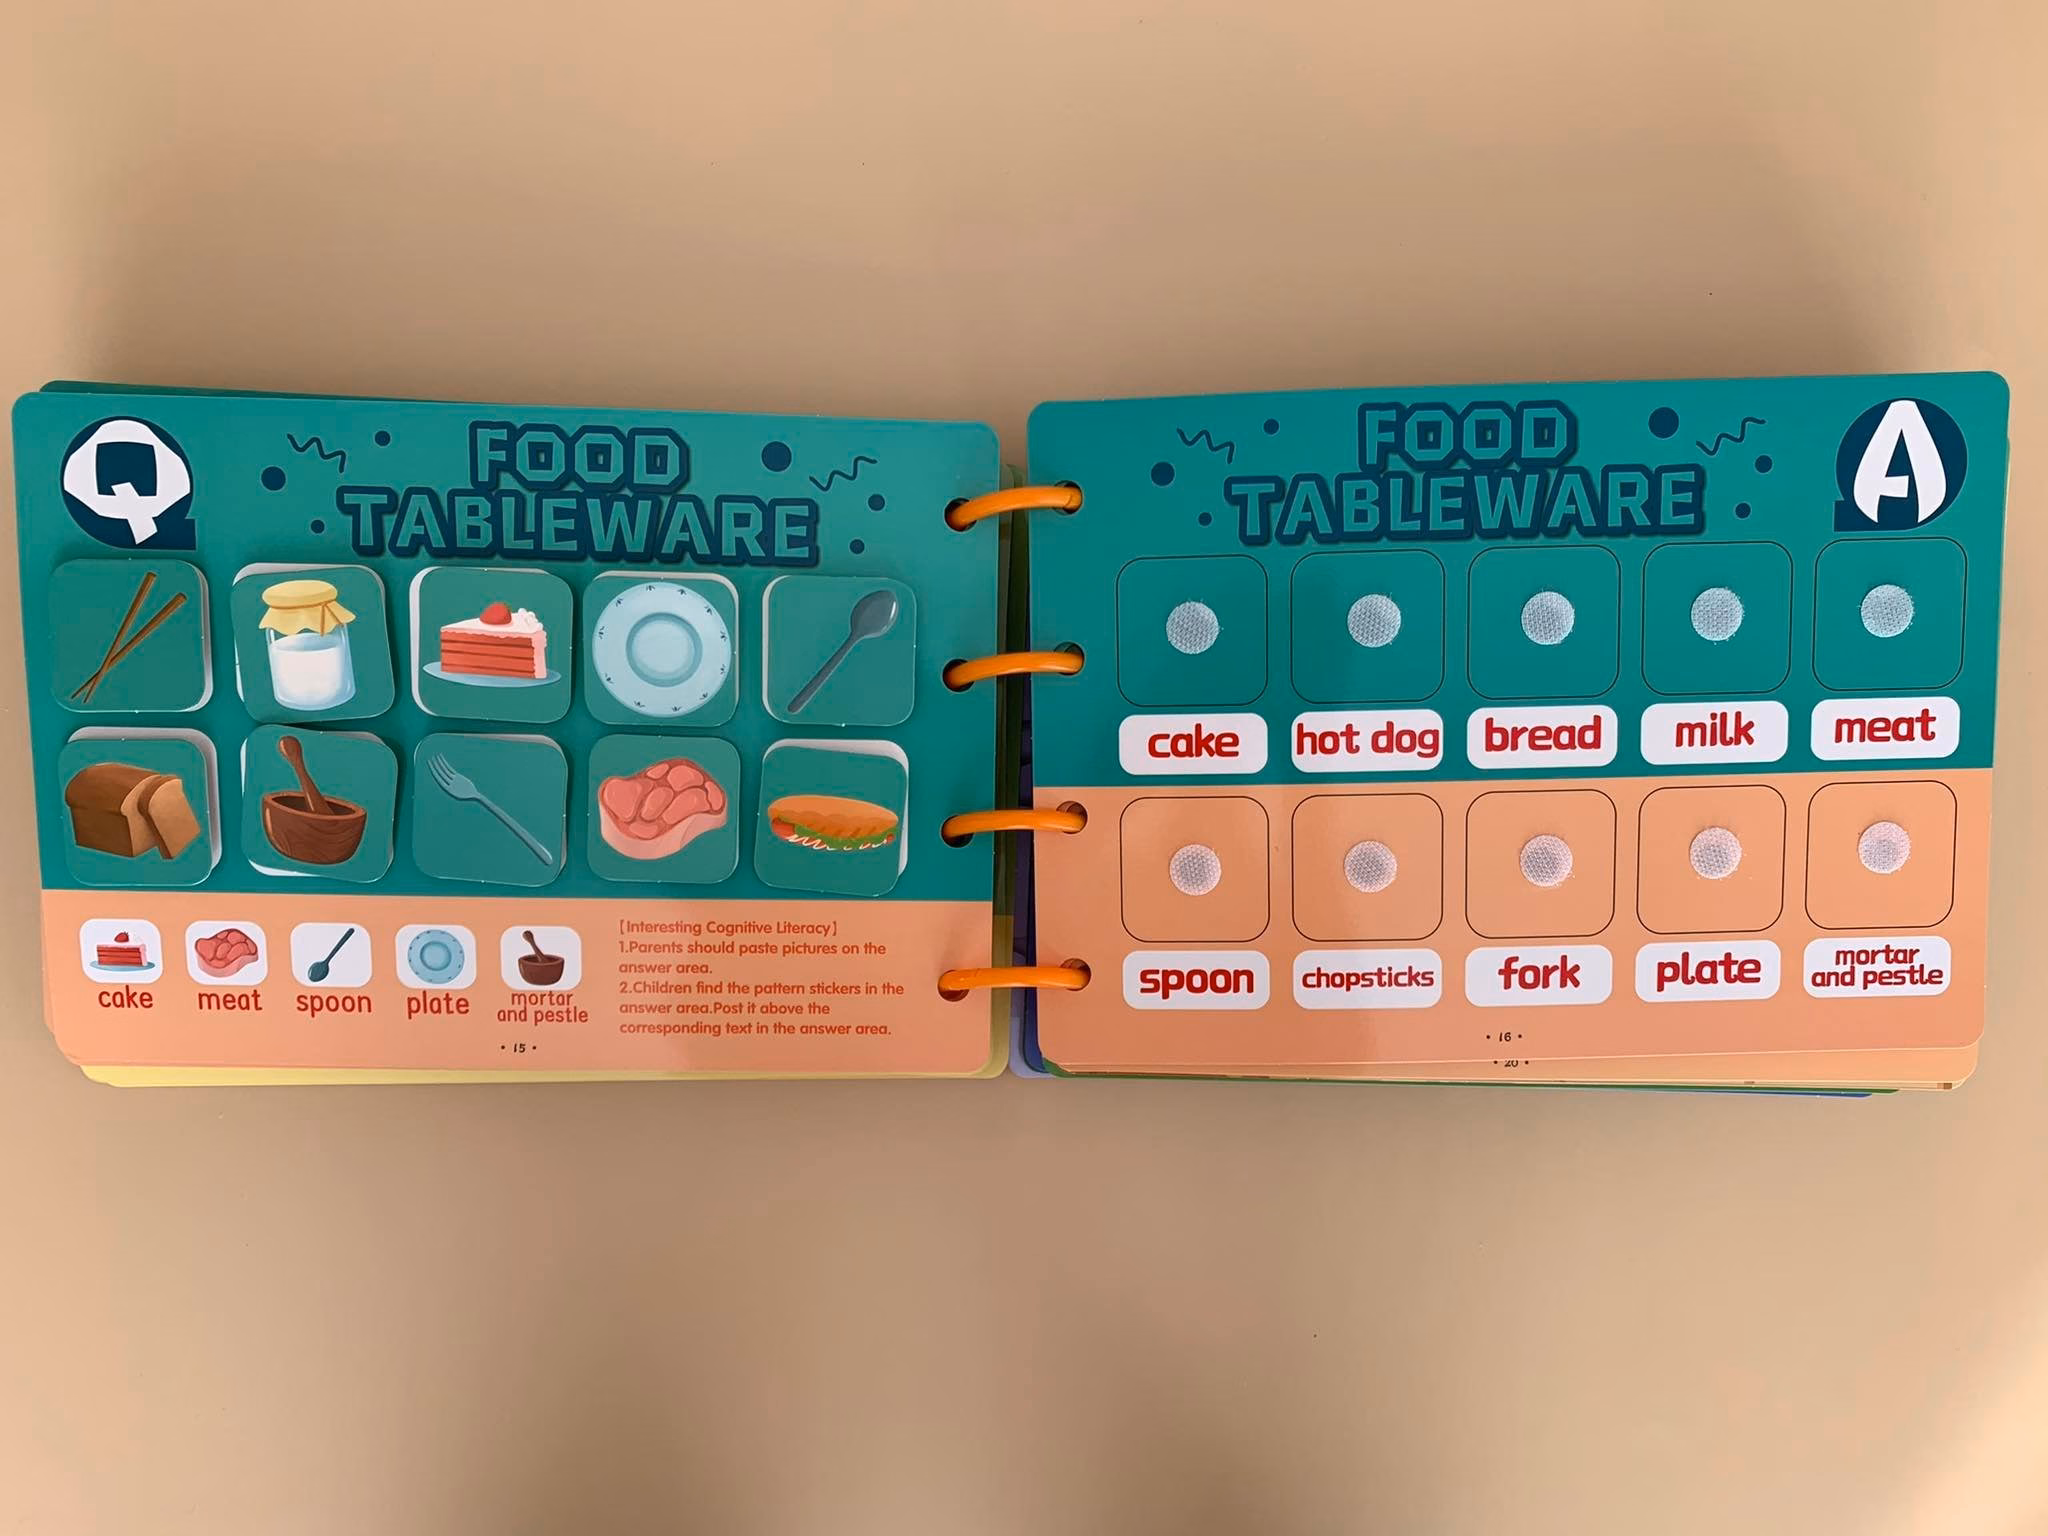 Q
FOOD
TABLEWARE
cake
meat
spoon
plate
mortar
and pestle
【Interesting Cognitive Literacy】
1.Parents should paste pictures on the
answer area.
2.Children find the pattern stickers in the
answer area.Post it above the
corresponding text in the answer area.
• 15 •
FOOD
TABLEWARE
A
cake
hot dog
bread
milk
meat
spoon
chopsticks
fork
plate
mortar
and pestle
• 16 •
• 20 •